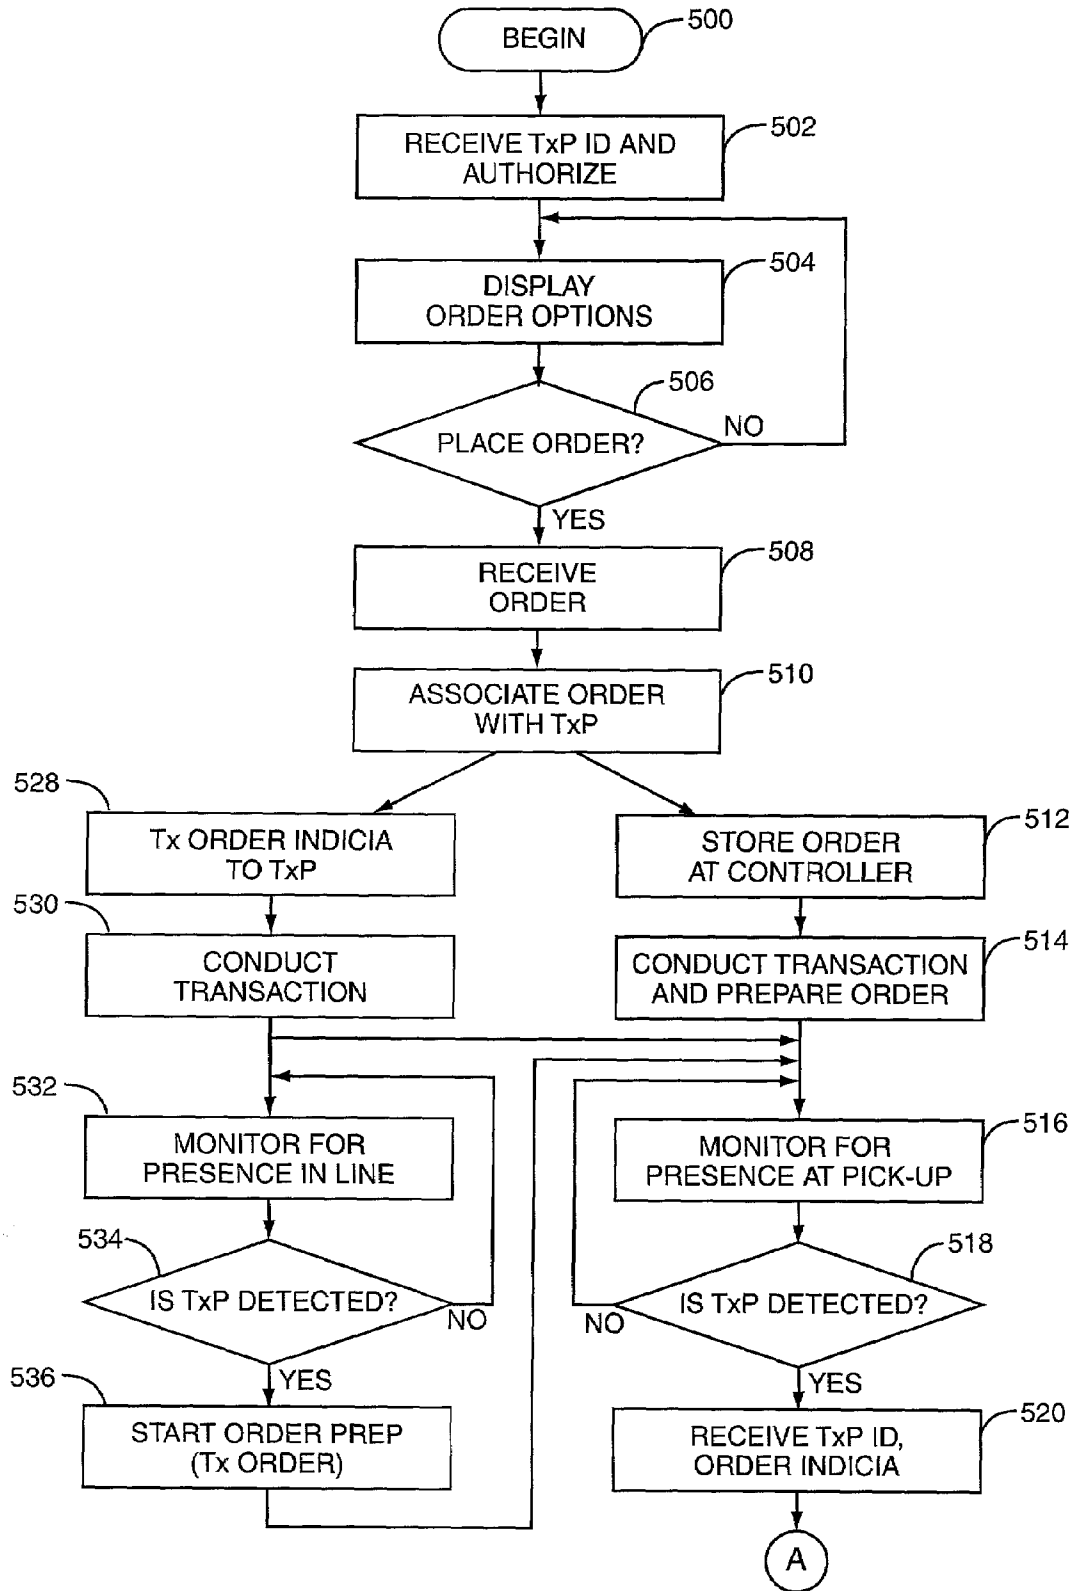 BEGIN
500
RECEIVE TxP ID AND
AUTHORIZE
502
DISPLAY
ORDER OPTIONS
504
PLACE ORDER?
506
NO
YES
RECEIVE
ORDER
508
ASSOCIATE ORDER
WITH TxP
510
528
Tx ORDER INDICIA
TO TxP
STORE ORDER
AT CONTROLLER
512
530
CONDUCT
TRANSACTION
CONDUCT TRANSACTION
AND PREPARE ORDER
514
532
MONITOR FOR
PRESENCE IN LINE
MONITOR FOR
PRESENCE AT PICK-UP
516
534
IS TxP DETECTED?
NO
YES
IS TxP DETECTED?
518
NO
YES
536
START ORDER PREP
(Tx ORDER)
RECEIVE TxP ID,
ORDER INDICIA
520
A